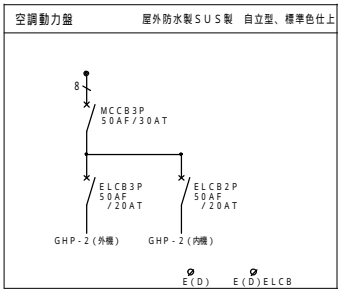 空調動力盤 屋外防水製SUS製 自立型、標準色仕上
8
MCCB3P
50AF/30AT
ELCB3P
50AF
/20AT
ELCB2P
50AF
/20AT
GHP-2(外機)
GHP-2(内機)
E(D)
E(D)ELCB